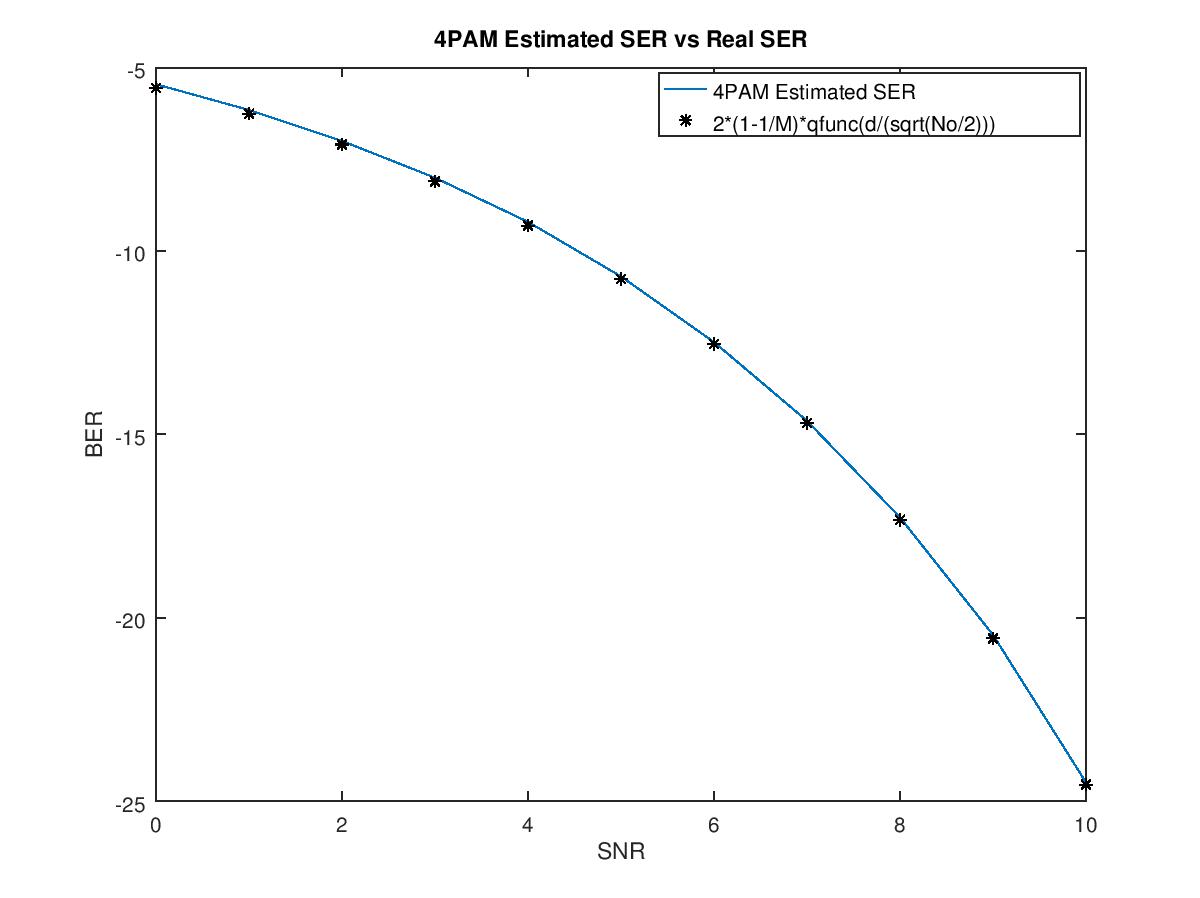 4PAM Estimated SER vs Real SER
4PAM Estimated SER
2*(1-1/M)*qfunc(d/(sqrt(No/2)))
-5
-10
-15
-20
-25
BER
0 2 4 6 8 10
SNR